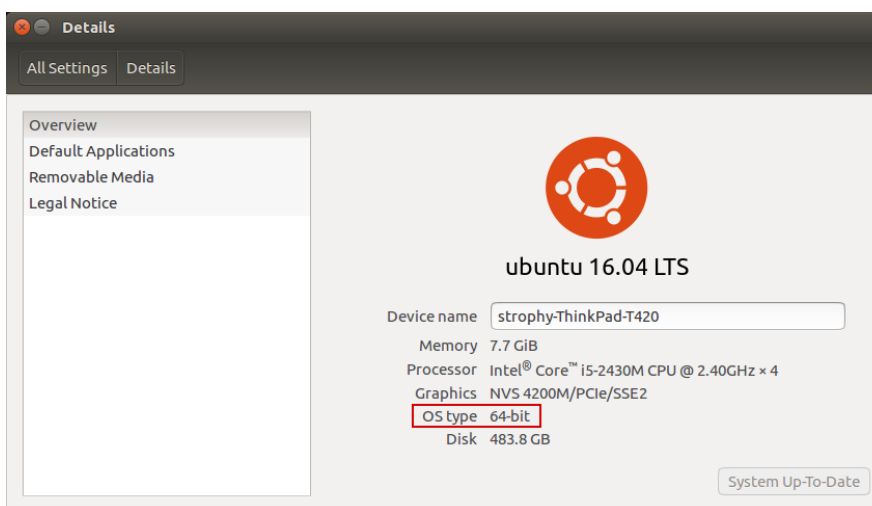 Details
All Settings Details
Overview
Default Applications
Removable Media
Legal Notice
ubuntu 16.04 LTS
Device name strophy-ThinkPad-T420
Memory 7.7 GiB
Processor Intel® Core™ i5-2430M CPU @ 2.40GHz × 4
Graphics NVS 4200M/PCIe/SSE2
OS type 64-bit
Disk 483.8 GB
System Up-To-Date